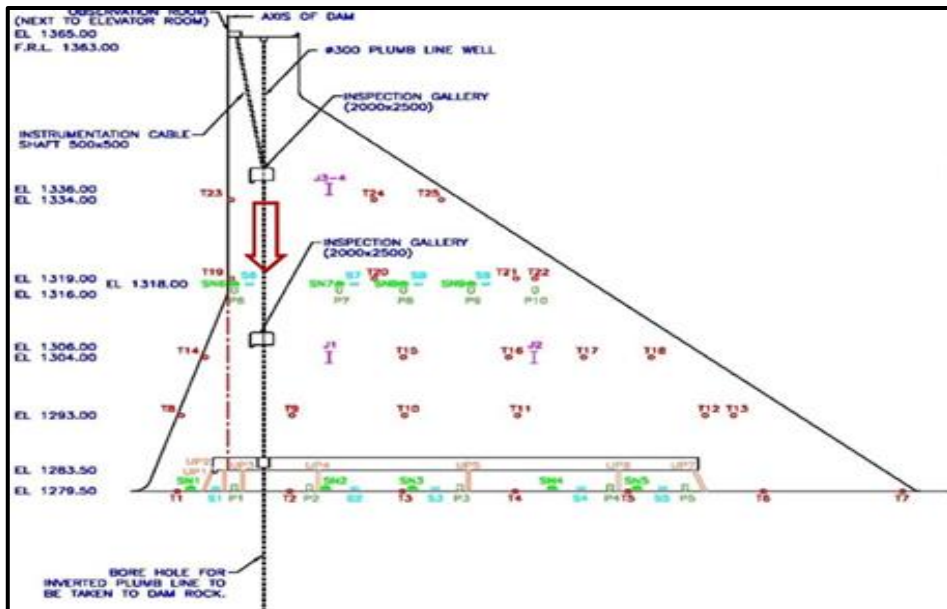 OBSERVATION ROOM
(NEXT TO ELEVATOR ROOM)
AXIS OF DAM
EL 1365.00
F.R.L. 1363.00
ø300 PLUMB LINE WELL
INSPECTION GALLERY
(2000x2500)
INSTRUMENTATION CABLE
SHAFT 500x500
EL 1336.00
EL 1334.00
T23
J3-4
T24
T25
INSPECTION GALLERY
(2000x2500)
EL 1319.00
EL 1316.00
EL 1318.00
T19
S6
SN6
P6
S7
SN7
P7
T20
S8
SN8
P8
S9
SN9
P9
T21
T22
P10
EL 1306.00
EL 1304.00
T14
J1
T15
T16
J2
T17
T18
EL 1293.00
T8
T9
T10
T11
T12
T13
EL 1283.50
UP2
UP1
UP3
UP4
UP5
UP6
UP7
EL 1279.50
SN1
SN2
SN3
SN4
SN5
T1
S1
P1
T2
P2
S2
T3
S3
P3
T4
S4
P4
T5
S5
P5
T6
T7
BORE HOLE FOR
INVERTED PLUMB LINE TO
BE TAKEN TO DAM ROCK.